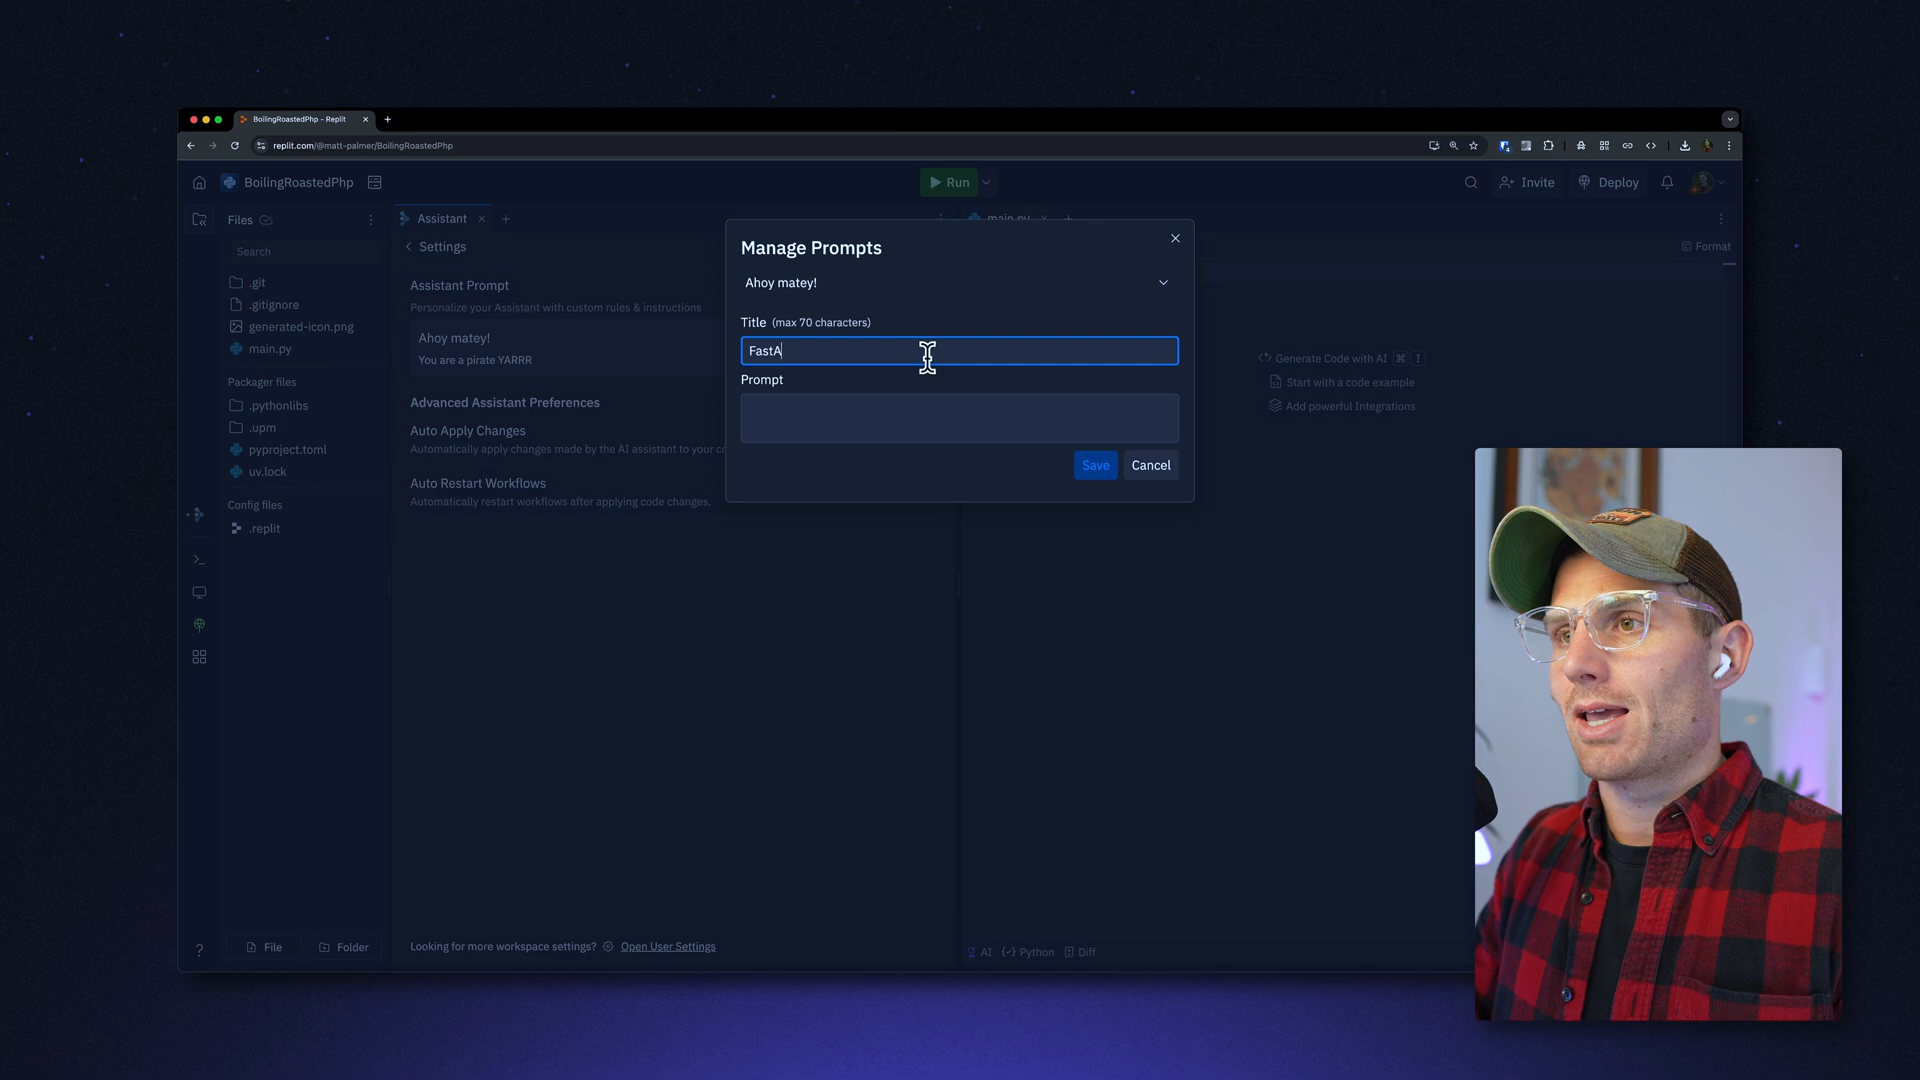 BoilingRoastedPhp - Replit
replit.com/@matt-palmer/BoilingRoastedPhp
BoilingRoastedPhp
Run
Invite
Deploy
Files
Search
.git
.gitignore
generated-icon.png
main.py
Packager files
.pythonlibs
.upm
pyproject.toml
uv.lock
Config files
.replit
File
Folder
Assistant
Settings
Assistant Prompt
Personalize your Assistant with custom rules & instructions
Ahoy matey!
You are a pirate YARRR
Advanced Assistant Preferences
Auto Apply Changes
Automatically apply changes made by the AI assistant to your co
Auto Restart Workflows
Automatically restart workflows after applying code changes.
Looking for more workspace settings? Open User Settings
Manage Prompts
Ahoy matey!
Title (max 70 characters)
FastA
Prompt
Save
Cancel
main.py
Format
Generate Code with AI ⌘ I
Start with a code example
Add powerful Integrations
AI
Python
Diff